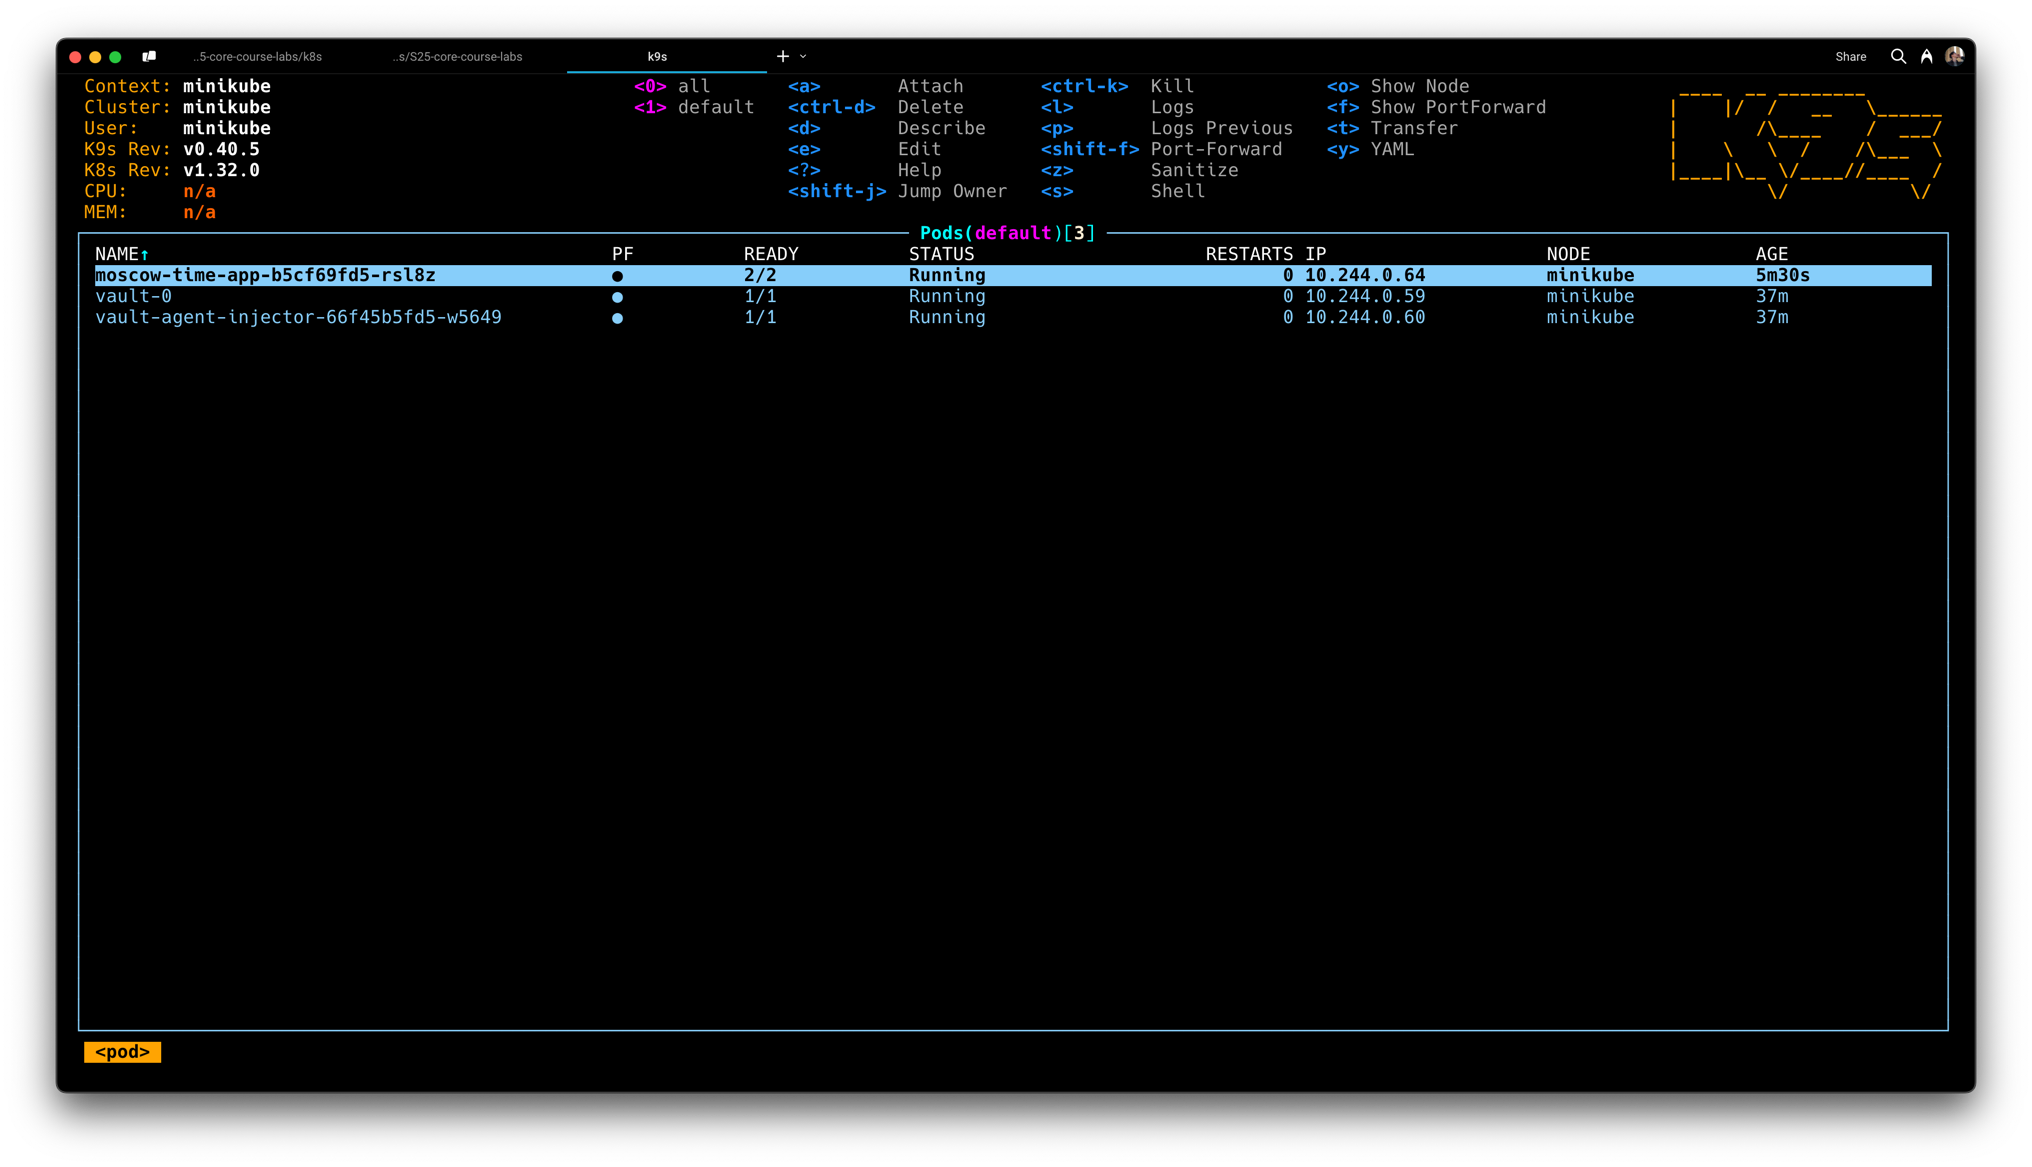 ..5-core-course-labs/k8s ..s/S25-core-course-labs k9s + Share
Context: minikube <0> all <a> Attach <ctrl-k> Kill <o> Show Node
Cluster: minikube <1> default <ctrl-d> Delete <l> Logs <f> Show PortForward
User: minikube <d> Describe <p> Logs Previous <t> Transfer
K9s Rev: v0.40.5 <e> Edit <shift-f> Port-Forward <y> YAML
K8s Rev: v1.32.0 <?> Help <z> Sanitize
CPU: n/a <shift-j> Jump Owner <s> Shell
MEM: n/a
Pods(default)[3]
NAME↑ PF READY STATUS RESTARTS IP NODE AGE
moscow-time-app-b5cf69fd5-rsl8z ● 2/2 Running 0 10.244.0.64 minikube 5m30s
vault-0 ● 1/1 Running 0 10.244.0.59 minikube 37m
vault-agent-injector-66f45b5fd5-w5649 ● 1/1 Running 0 10.244.0.60 minikube 37m
<pod>